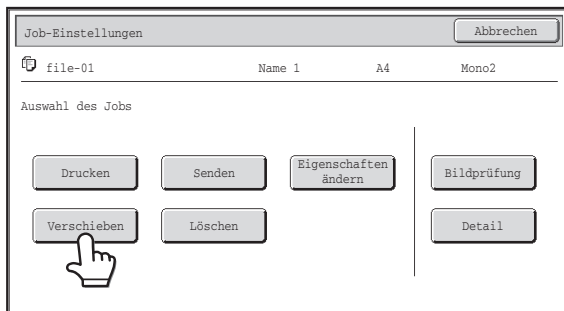 Job-Einstellungen Abbrechen
file-01 Name 1 A4 Mono2
Auswahl des Jobs
Drucken Senden Eigenschaften ändern Bildprüfung
Verschieben Löschen Detail